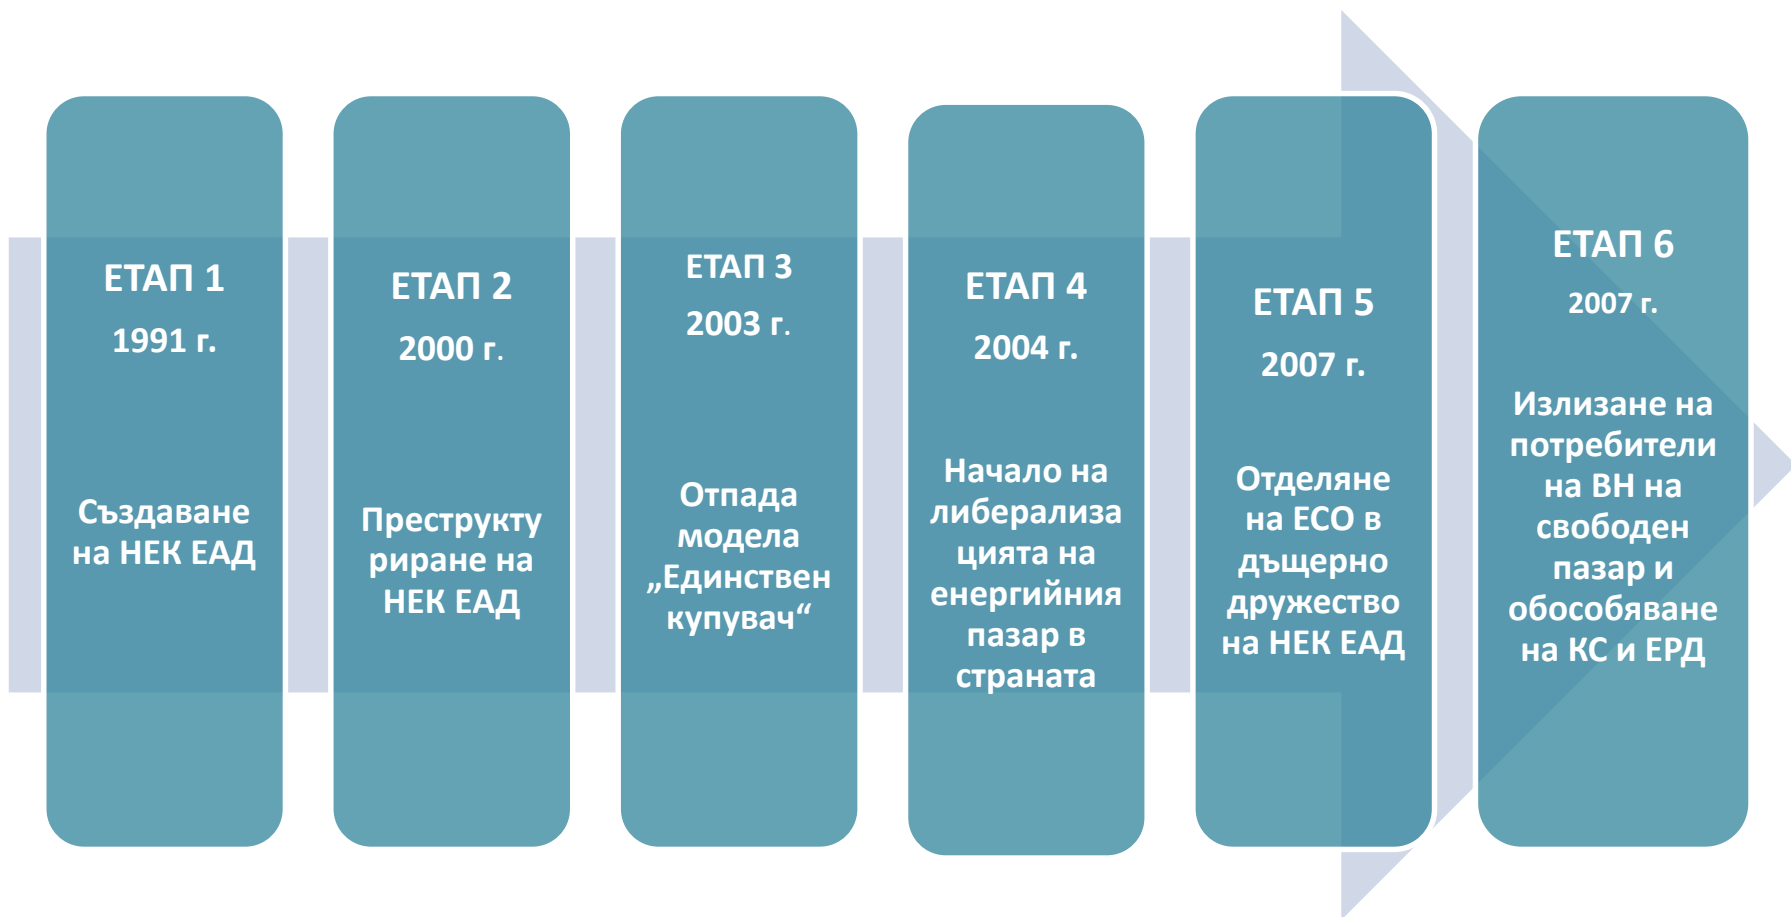 ЕТАП 1
1991 г.
Създаване
на НЕК ЕАД
ЕТАП 2
2000 г.
Преструкту
риране на
НЕК ЕАД
ЕТАП 3
2003 г.
Отпада
модела
„Единствен
купувач“
ЕТАП 4
2004 г.
Начало на
либерализа
цията на
енергийния
пазар в
страната
ЕТАП 5
2007 г.
Отделяне
на ЕСО в
дъщерно
дружество
на НЕК ЕАД
ЕТАП 6
2007 г.
Излизане на
потребители
на ВН на
свободен
пазар и
обособяване
на КС и ЕРД